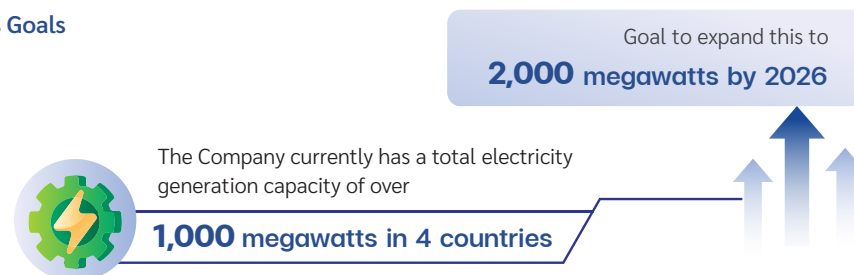 Goals
Goal to expand this to
2,000 megawatts by 2026
The Company currently has a total electricity
generation capacity of over
1,000 megawatts in 4 countries